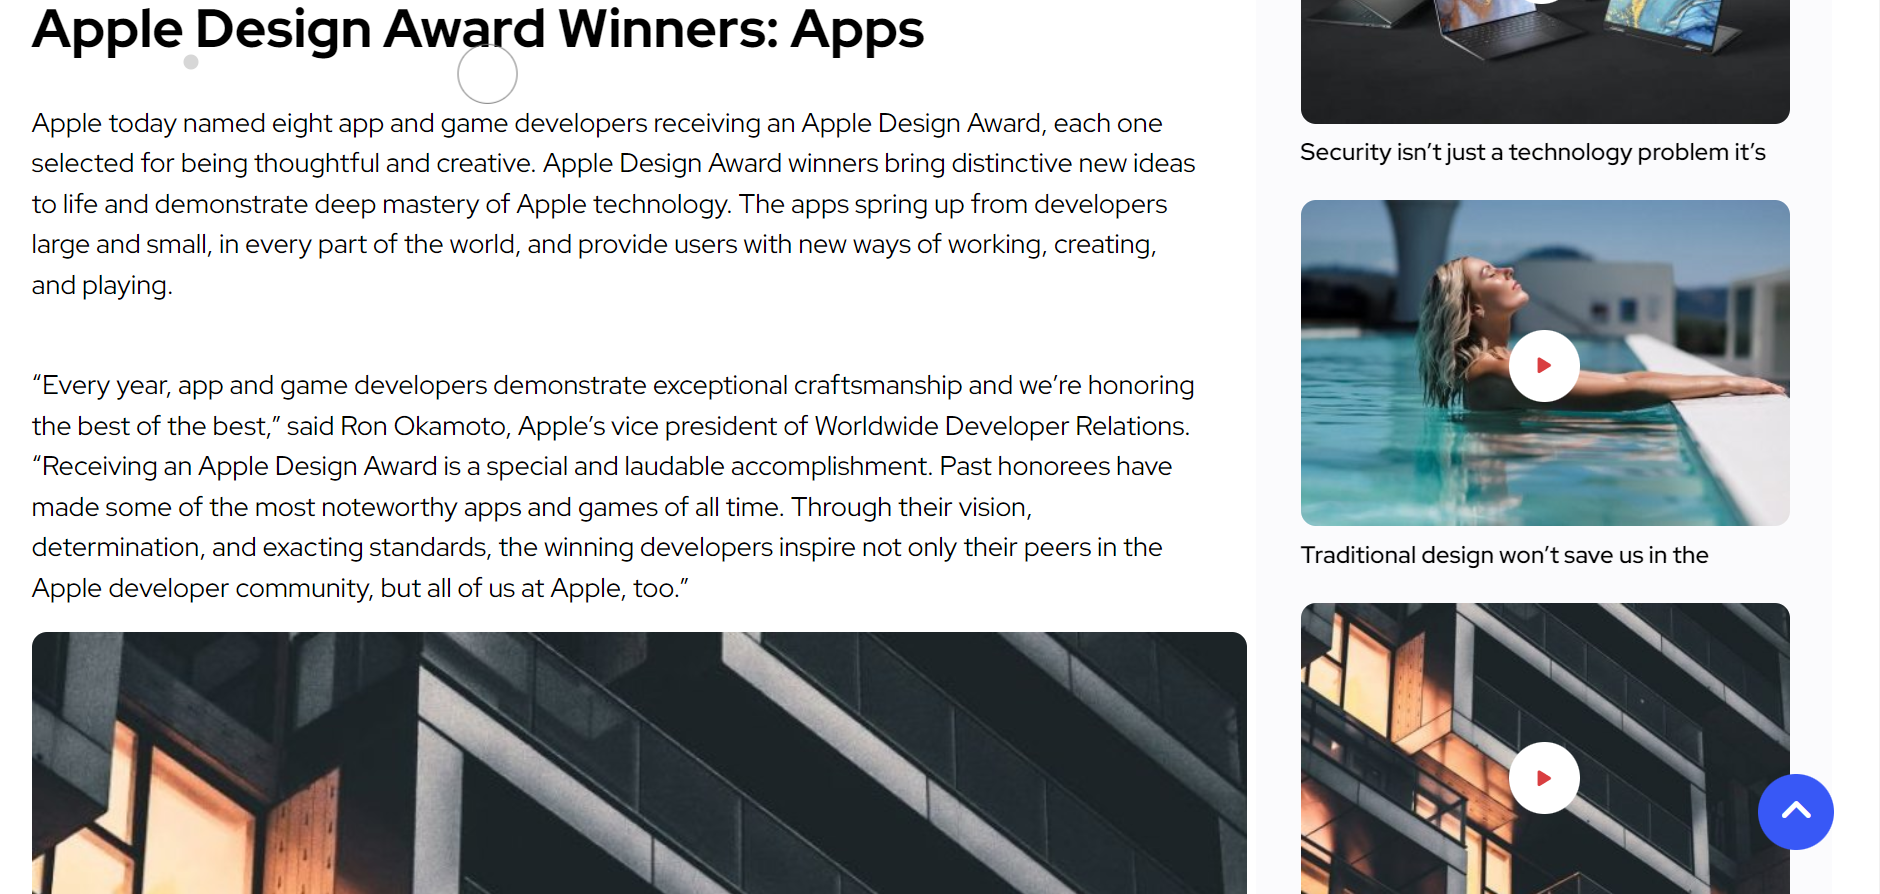 Apple Design Award Winners: Apps
Apple today named eight app and game developers receiving an Apple Design Award, each one
selected for being thoughtful and creative. Apple Design Award winners bring distinctive new ideas
to life and demonstrate deep mastery of Apple technology. The apps spring up from developers
large and small, in every part of the world, and provide users with new ways of working, creating,
and playing.
“Every year, app and game developers demonstrate exceptional craftsmanship and we’re honoring
the best of the best,” said Ron Okamoto, Apple’s vice president of Worldwide Developer Relations.
“Receiving an Apple Design Award is a special and laudable accomplishment. Past honorees have
made some of the most noteworthy apps and games of all time. Through their vision,
determination, and exacting standards, the winning developers inspire not only their peers in the
Apple developer community, but all of us at Apple, too.”
Security isn’t just a technology problem it’s
Traditional design won’t save us in the